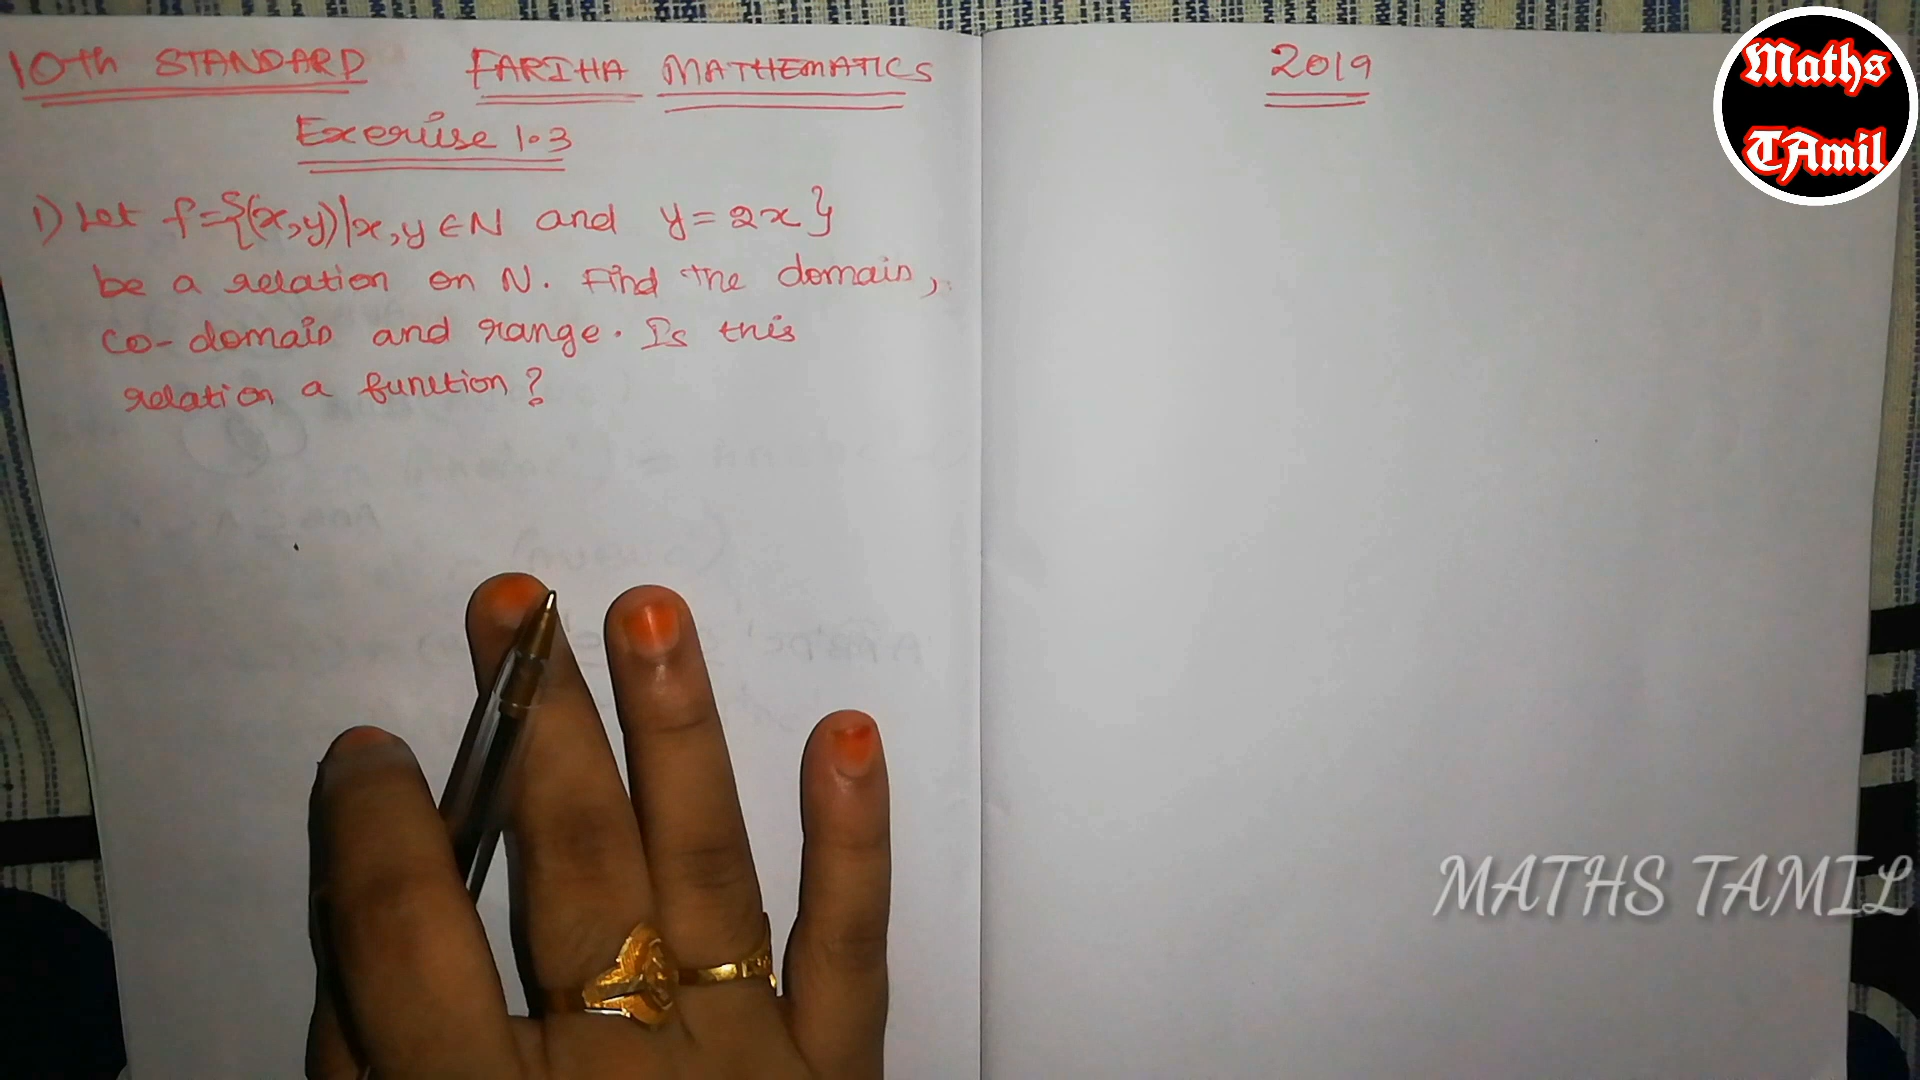 10th STANDARD FARIHA MATHEMATICS
Exercise 1.3
1) Let f={(x,y)|x,y∈N and y=2x}
be a relation on N. Find the domain,
co-domain and range. Is this
relation a function?
2019
Maths
TAmil
MATHS TAMIL